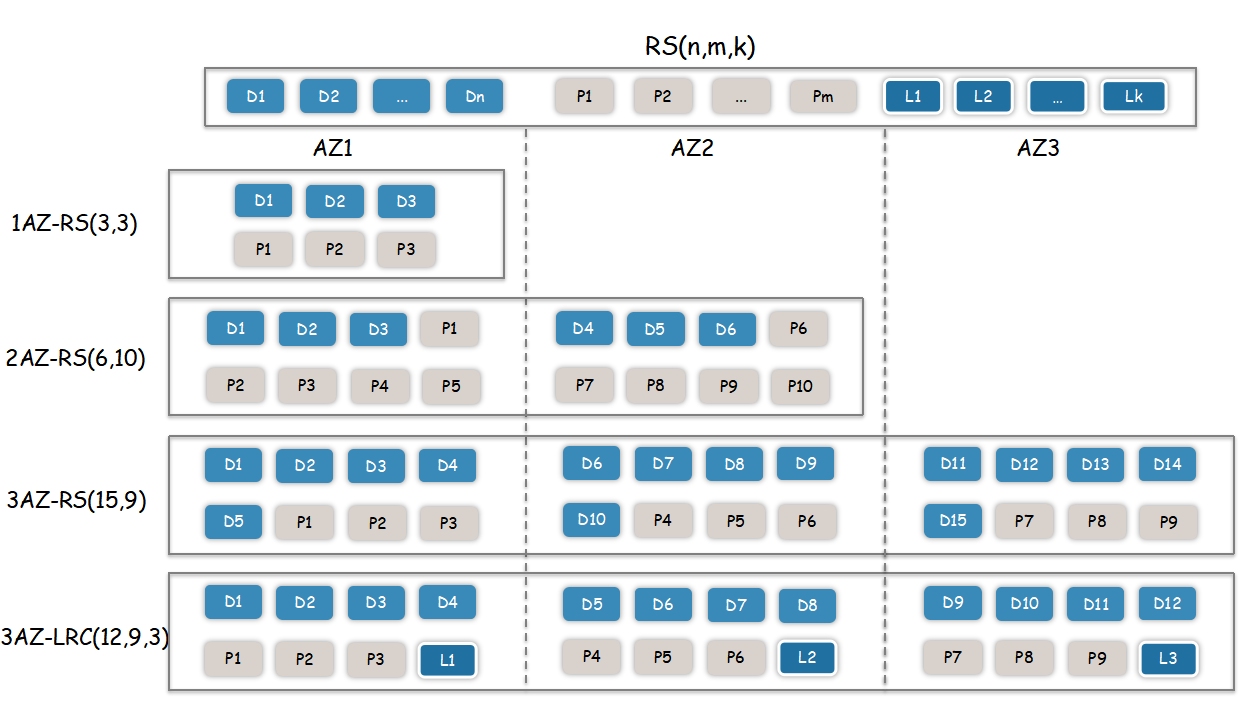 RS(n,m,k)
D1 D2 ... Dn P1 P2 ... Pm L1 L2 ... Lk
AZ1 AZ2 AZ3
1AZ-RS(3,3)
D1 D2 D3
P1 P2 P3
2AZ-RS(6,10)
D1 D2 D3 P1 D4 D5 D6 P6
P2 P3 P4 P5 P7 P8 P9 P10
3AZ-RS(15,9)
D1 D2 D3 D4 D6 D7 D8 D9 D11 D12 D13 D14
D5 P1 P2 P3 D10 P4 P5 P6 D15 P7 P8 P9
3AZ-LRC(12,9,3)
D1 D2 D3 D4 D5 D6 D7 D8 D9 D10 D11 D12
P1 P2 P3 L1 P4 P5 P6 L2 P7 P8 P9 L3